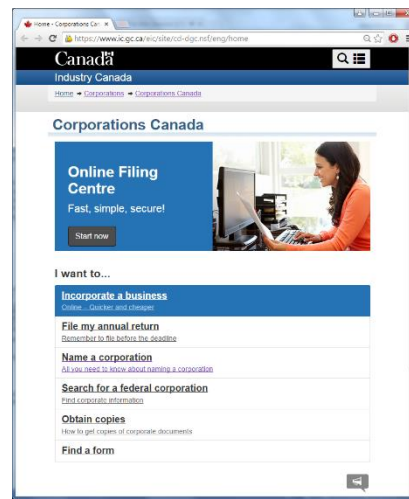 Home - Corporations Can
https://www.ic.gc.ca/eic/site/cd-dgc.nsf/eng/home
Canada
Industry Canada
Home → Corporations → Corporations Canada
Corporations Canada
Online Filing
Centre
Fast, simple, secure!
Start now
I want to...
Incorporate a business
Online... Quicker and cheaper
File my annual return
Remember to file before the deadline
Name a corporation
All you need to know about naming a corporation
Search for a federal corporation
Find corporate information
Obtain copies
How to get copies of corporate documents
Find a form